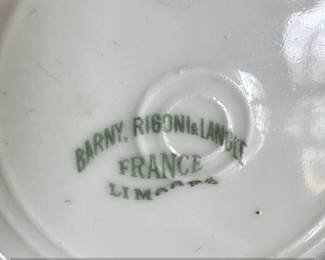 BARNY, RIGONI & LANGLE
FRANCE
LIMOGES